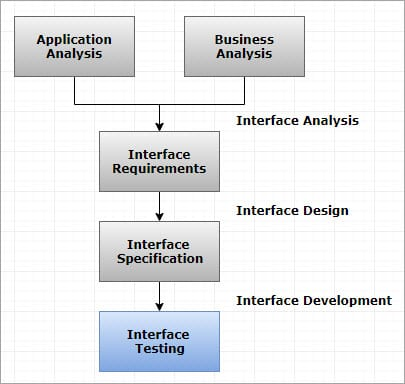 Application
Analysis
Business
Analysis
Interface Analysis
Interface
Requirements
Interface Design
Interface
Specification
Interface Development
Interface
Testing